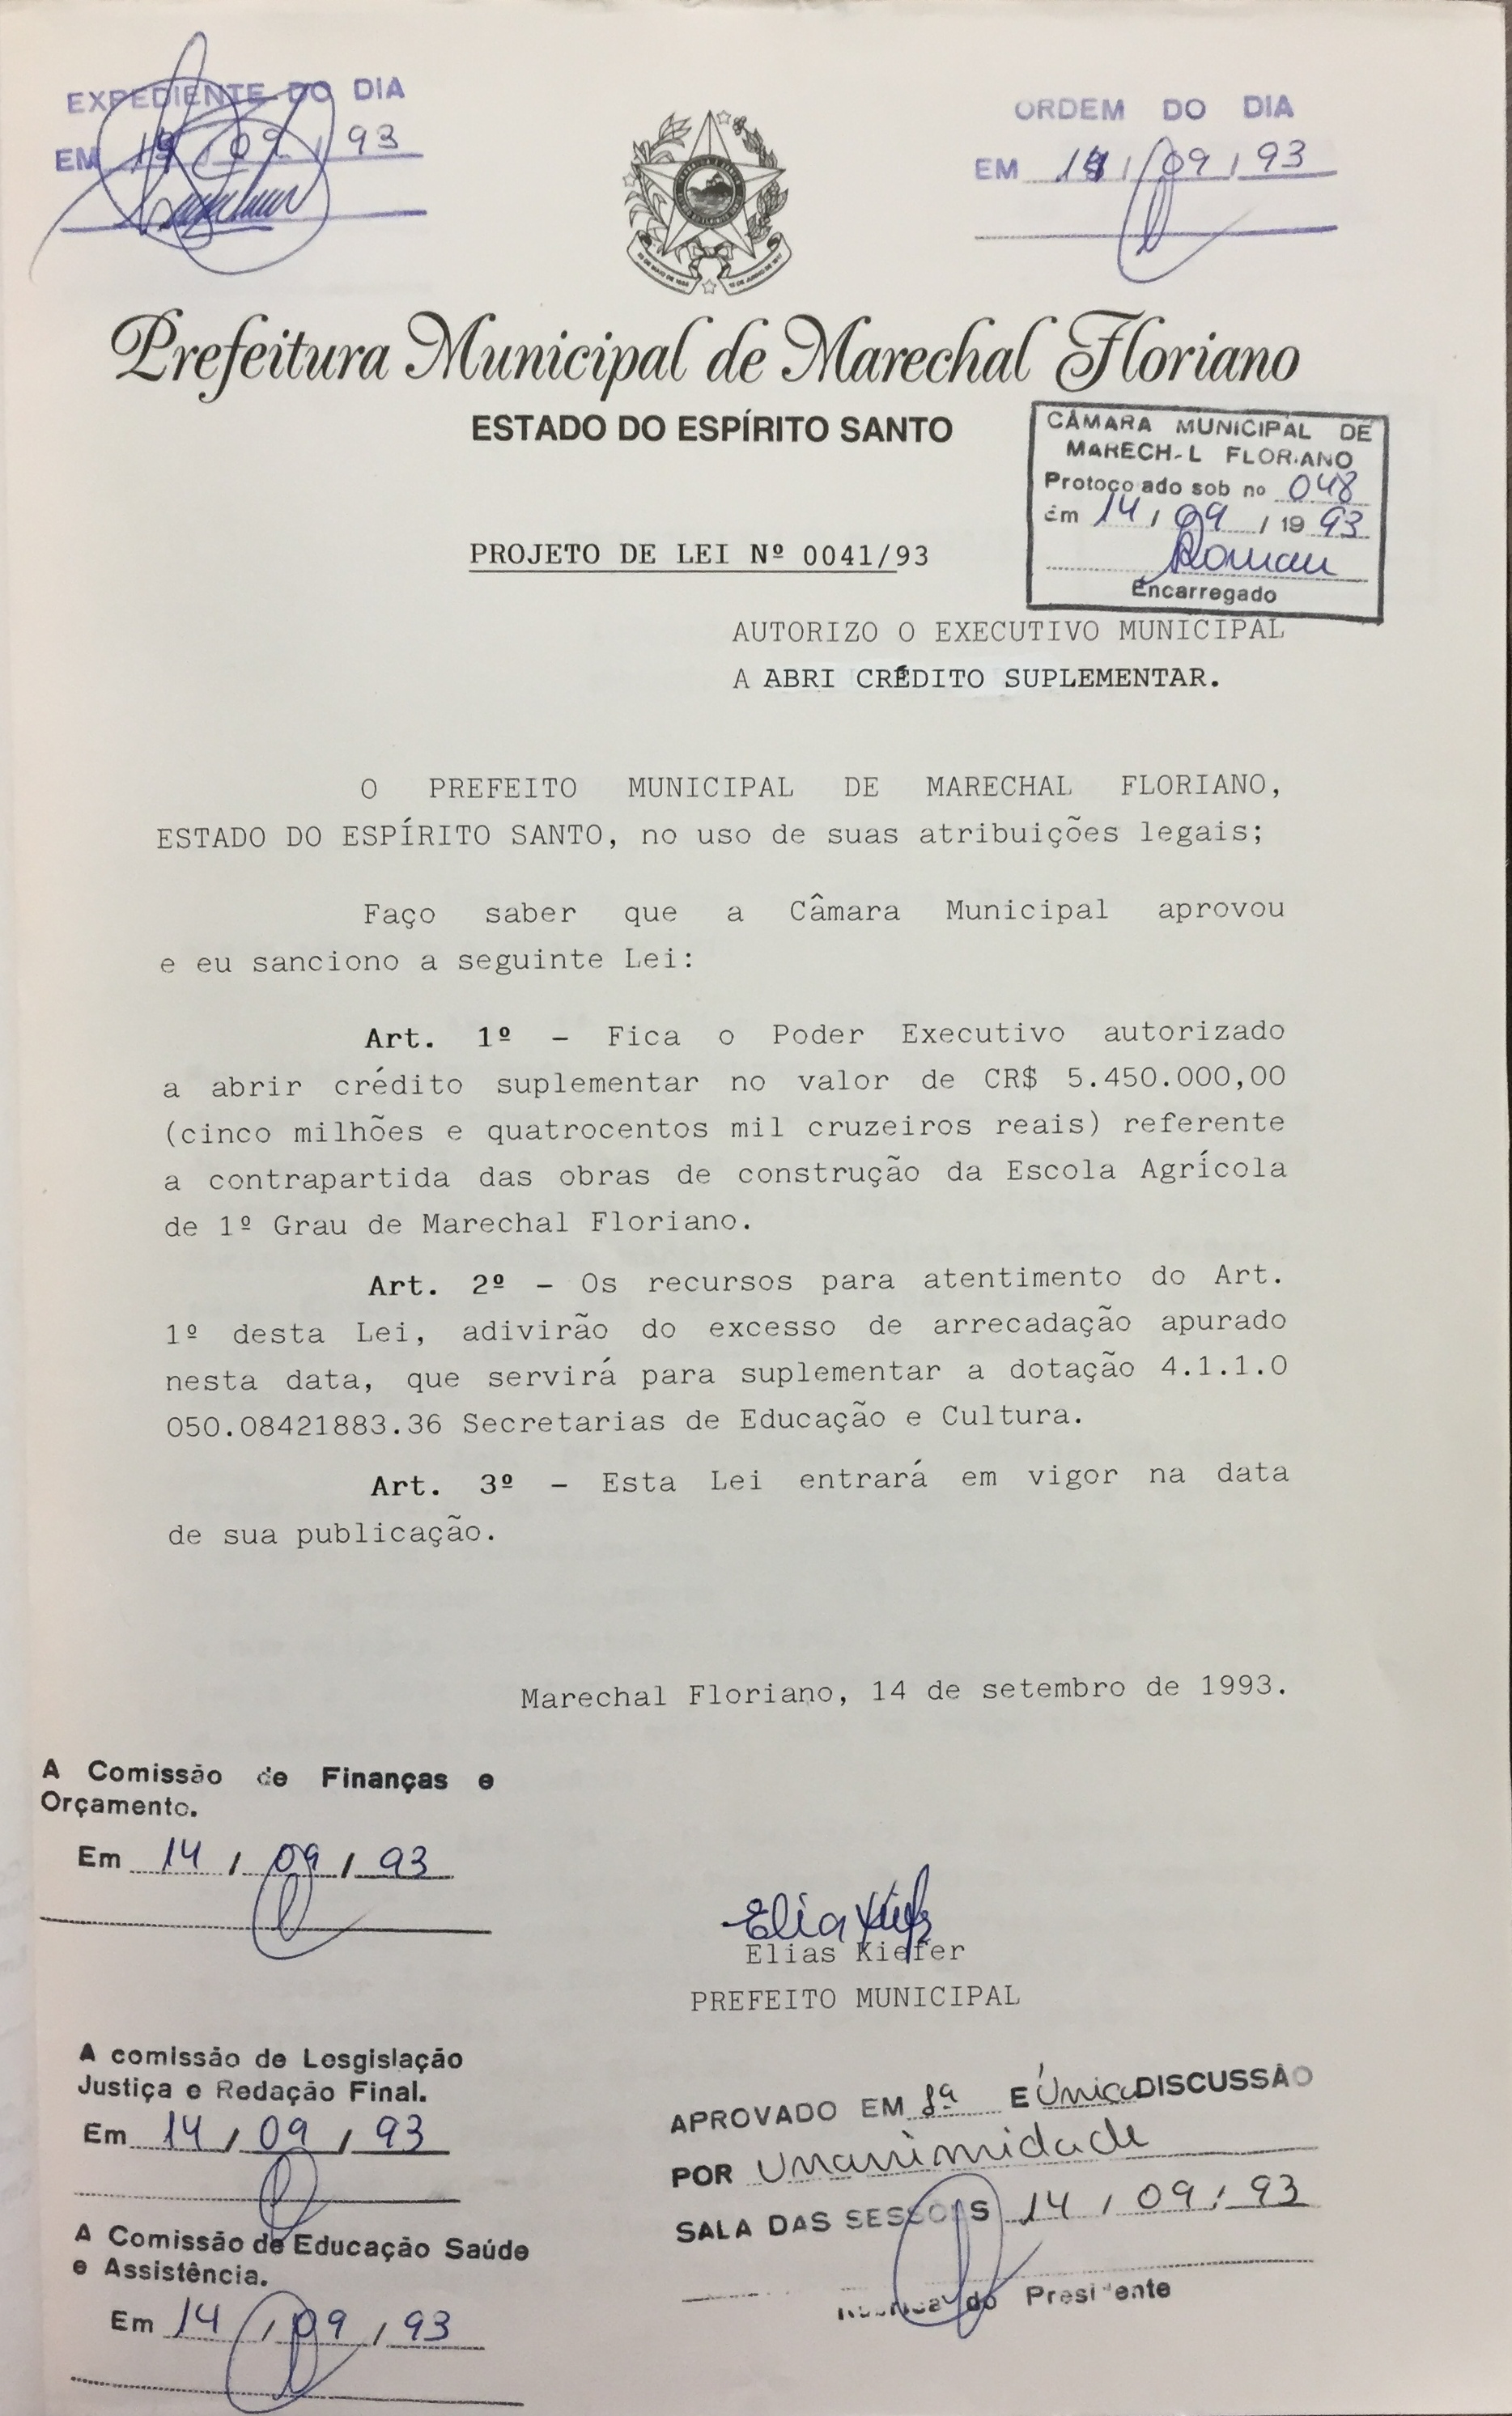 EXPEDIENTE DO DIA
EM / 09 / 93
ORDEM DO DIA
EM / 09 / 93
Prefeitura Municipal de Marechal Floriano
ESTADO DO ESPÍRITO SANTO
CÂMARA MUNICIPAL DE
MARECH-L FLORIANO
Protoco ado sob no 048
Em 14 / 09 / 19 93
Encarregado
PROJETO DE LEI Nº 0041/93
AUTORIZO O EXECUTIVO MUNICIPAL
A ABRI CRÉDITO SUPLEMENTAR.
O PREFEITO MUNICIPAL DE MARECHAL FLORIANO,
ESTADO DO ESPÍRITO SANTO, no uso de suas atribuições legais;
Faço saber que a Câmara Municipal aprovou
e eu sanciono a seguinte Lei:
Art. 1º - Fica o Poder Executivo autorizado
a abrir crédito suplementar no valor de CR$ 5.450.000,00
(cinco milhões e quatrocentos mil cruzeiros reais) referente
a contrapartida das obras de construção da Escola Agrícola
de 1º Grau de Marechal Floriano.
Art. 2º - Os recursos para atentimento do Art.
1º desta Lei, adivirão do excesso de arrecadação apurado
nesta data, que servirá para suplementar a dotação 4.1.1.0
050.08421883.36 Secretarias de Educação e Cultura.
Art. 3º - Esta Lei entrará em vigor na data
de sua publicação.
Marechal Floriano, 14 de setembro de 1993.
A Comissão de Finanças e
Orçamento.
Em 14 / 09 / 93
Elias Kiefer
PREFEITO MUNICIPAL
A comissão de Lesgislação
Justiça e Redação Final.
Em 14 / 09 / 93
A Comissão de Educação Saúde
e Assistência.
Em 14 / 09 / 93
APROVADO EM 1ª E Única DISCUSSÃO
POR Unanimidade
SALA DAS SESSOES 14 / 09 / 93
Rubrica do Presidente